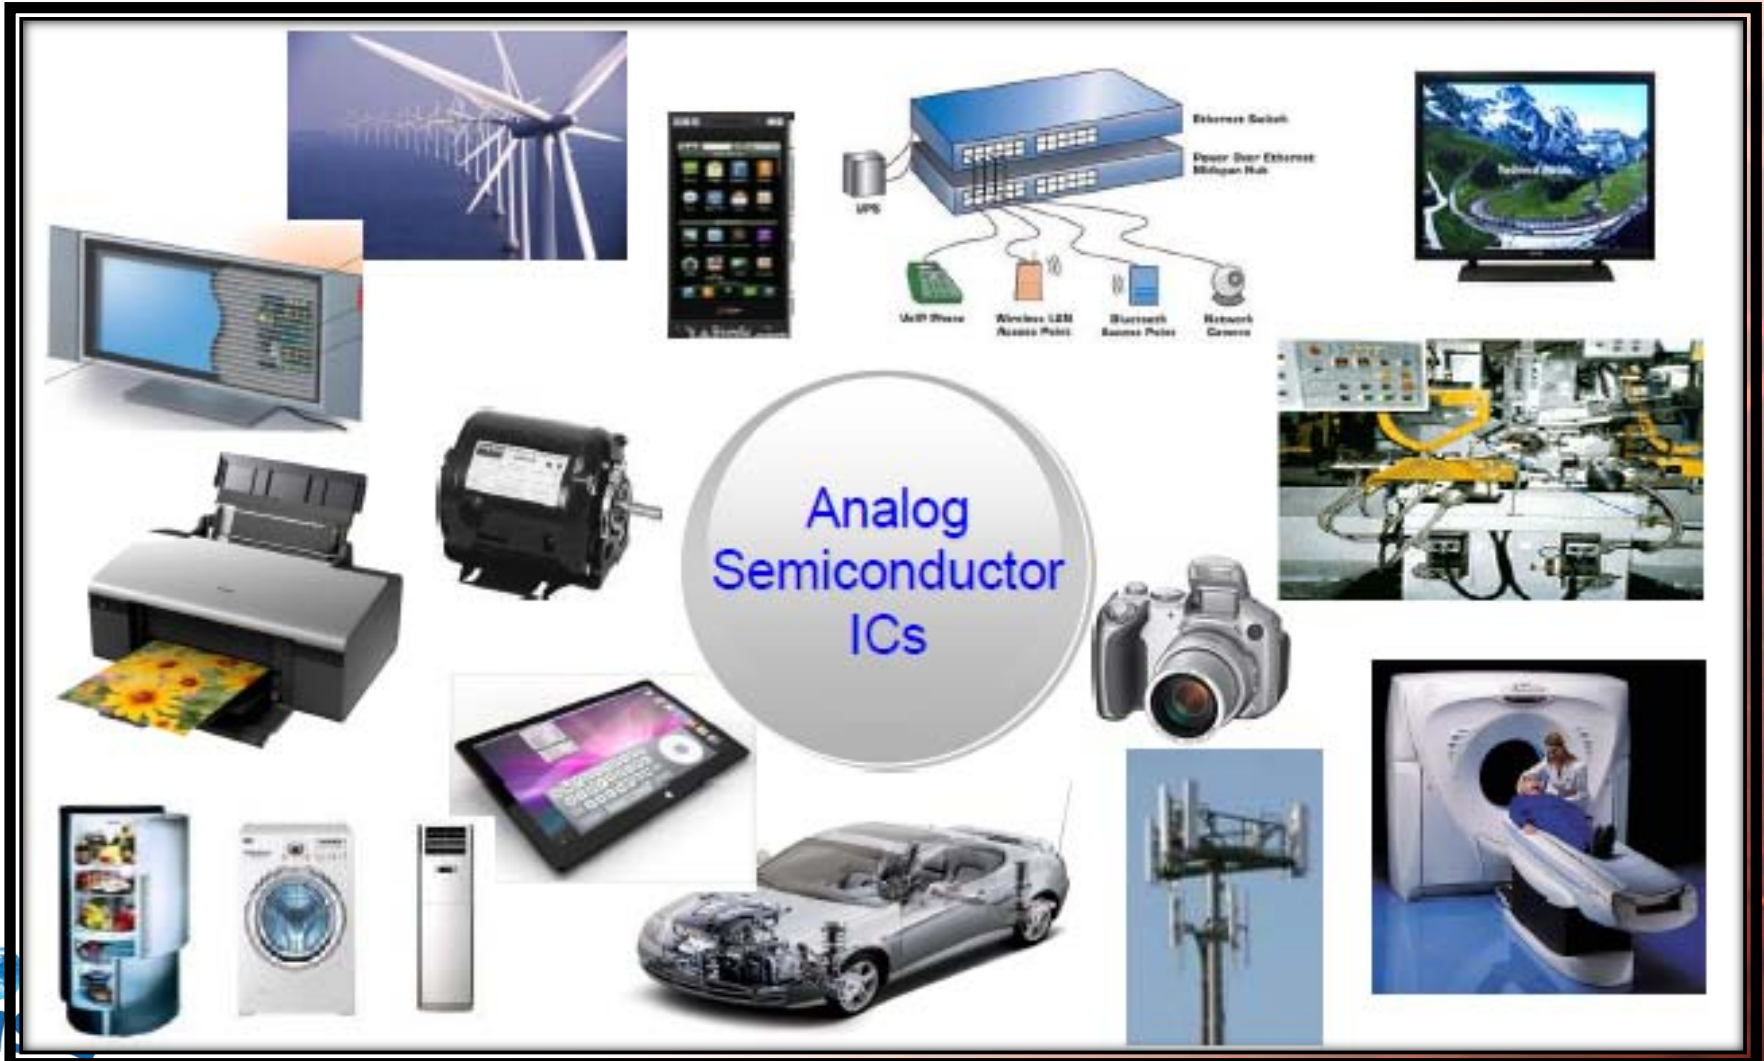 Ethernet Switch
Power Over Ethernet
Midspan Hub
UPS
VoIP Phone
Wireless LAN
Access Point
Bluetooth
Access Point
Network
Camera
Analog
Semiconductor
ICs